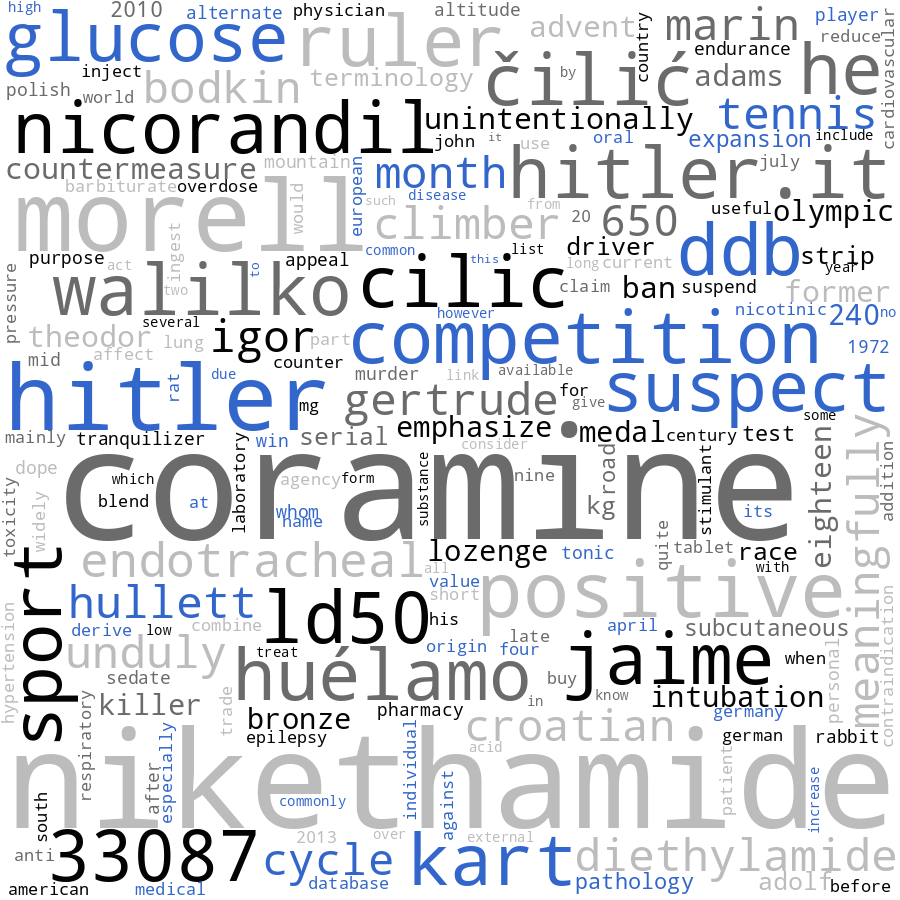 high
2010
alternate
physician
altitude
advent
marin
player
glucose
ruler
country
endurance
reduce
he
cardiovascular
inject
čilić
by
adams
polish
world
bodkin
terminology
nicorandil
unintentionally
tennis
john
it
use
oral
expansion
include
countermeasure
mountain
month
hitler.it
july
barbiturate
overdose
would
european
disease
such
from
morell
climber
20
650
useful
olympic
ingest
common
list
driver
ddb
strip
purpose
act
to
appeal
this
long
current
year
pressure
two
walilko
cilic
claim
ban
suspend
former
theodor
several
igor
however
nicotinic
240
no
lung
part
competition
1972
mid
affect
counter
murder
link
available
hitler
rat
due
mg
gertrude
for
give
suspect
some
mainly
tranquilizer
win
serial
emphasize
medal
century
test
laboratory
consider
dope
which
coramine
agency
form
nine
kg
road
stimulant
eighteen
meaningfully
addition
toxicity
widely
blend
at
whom
name
substance
its
quite
endotracheal
all
lozenge
tonic
tablet
race
with
sport
hullett
value
short
positive
derive
low
combine
ld50
his
origin
four
late
april
subcutaneous
hypertension
unduly
treat
jaime
when
personal
contraindication
sedate
huélamo
in
buy
know
intubation
killer
trade
bronze
pharmacy
germany
respiratory
epilepsy
croatian
acid
german
rabbit
nikethamide
after
especially
individual
patient
south
commonly
against
increase
33087
2013
over
external
anti
cycle
kart
diethylamide
american
medical
database
pathology
adolf
before